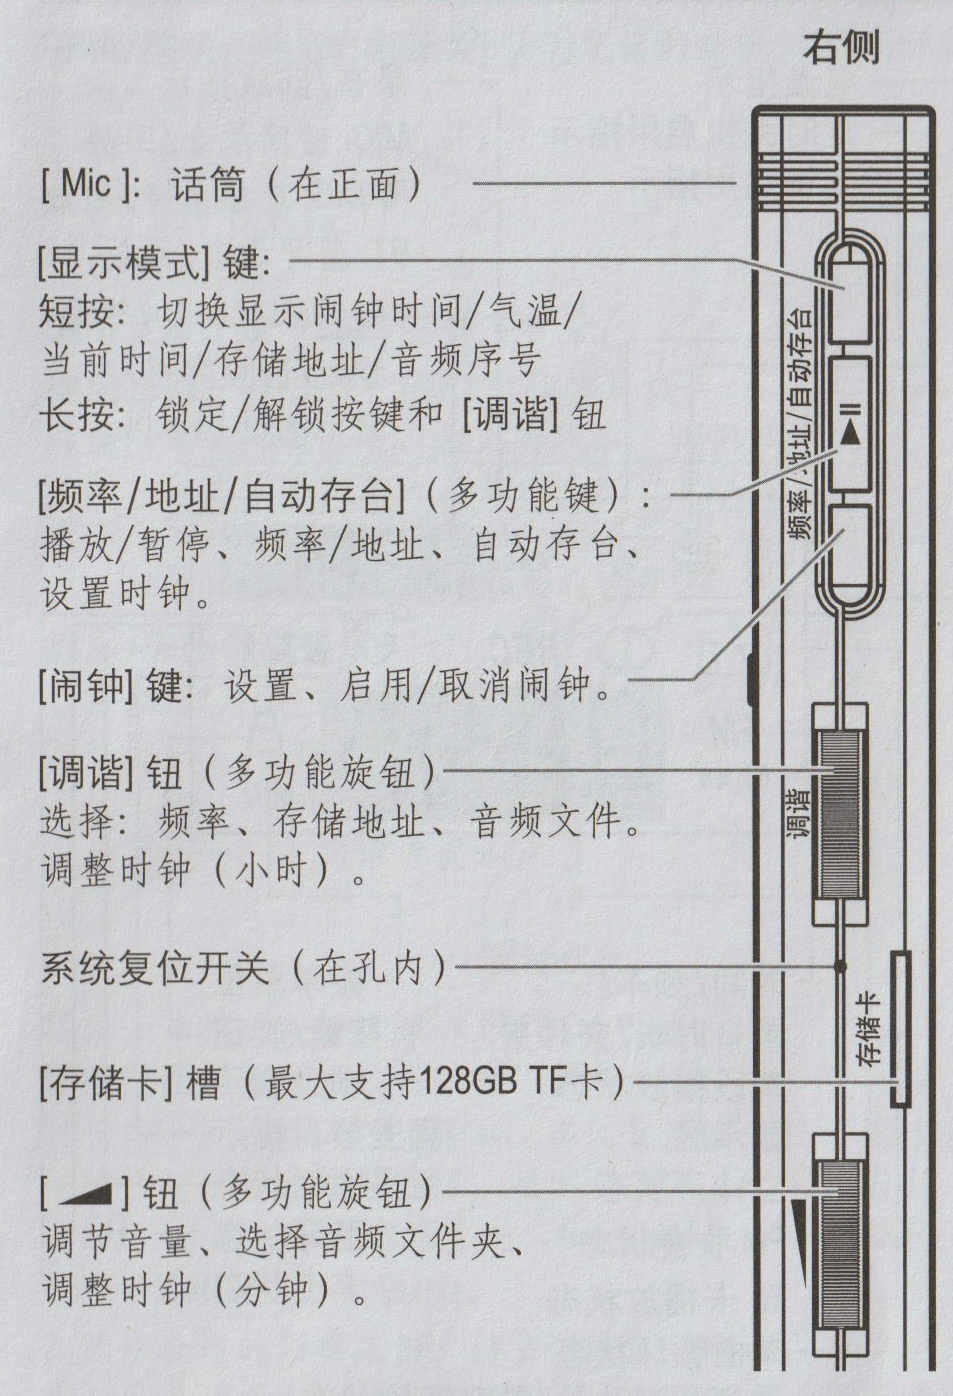 右侧
[ Mic ]: 话筒（在正面）
[显示模式] 键:
短按: 切换显示闹钟时间/气温/
当前时间/存储地址/音频序号
长按: 锁定/解锁按键和 [调谐] 钮
[频率/地址/自动存台]（多功能键）:
播放/暂停、频率/地址、自动存台、
设置时钟。
[闹钟] 键: 设置、启用/取消闹钟。
[调谐] 钮（多功能旋钮）
选择: 频率、存储地址、音频文件。
调整时钟（小时）。
系统复位开关（在孔内）
[存储卡] 槽（最大支持128GB TF卡）
[ ◢ ] 钮（多功能旋钮）
调节音量、选择音频文件夹、
调整时钟（分钟）。
频率/地址/自动存台
调谐
存储卡